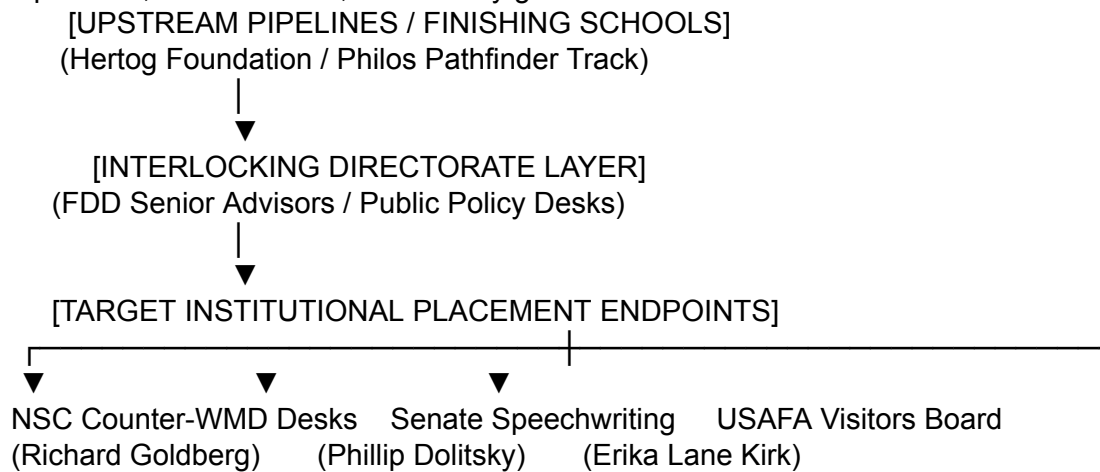 [UPSTREAM PIPELINES / FINISHING SCHOOLS]
(Hertog Foundation / Philos Pathfinder Track)
[INTERLOCKING DIRECTORATE LAYER]
(FDD Senior Advisors / Public Policy Desks)
[TARGET INSTITUTIONAL PLACEMENT ENDPOINTS]
NSC Counter-WMD Desks Senate Speechwriting USAFA Visitors Board
(Richard Goldberg) (Phillip Dolitsky) (Erika Lane Kirk)